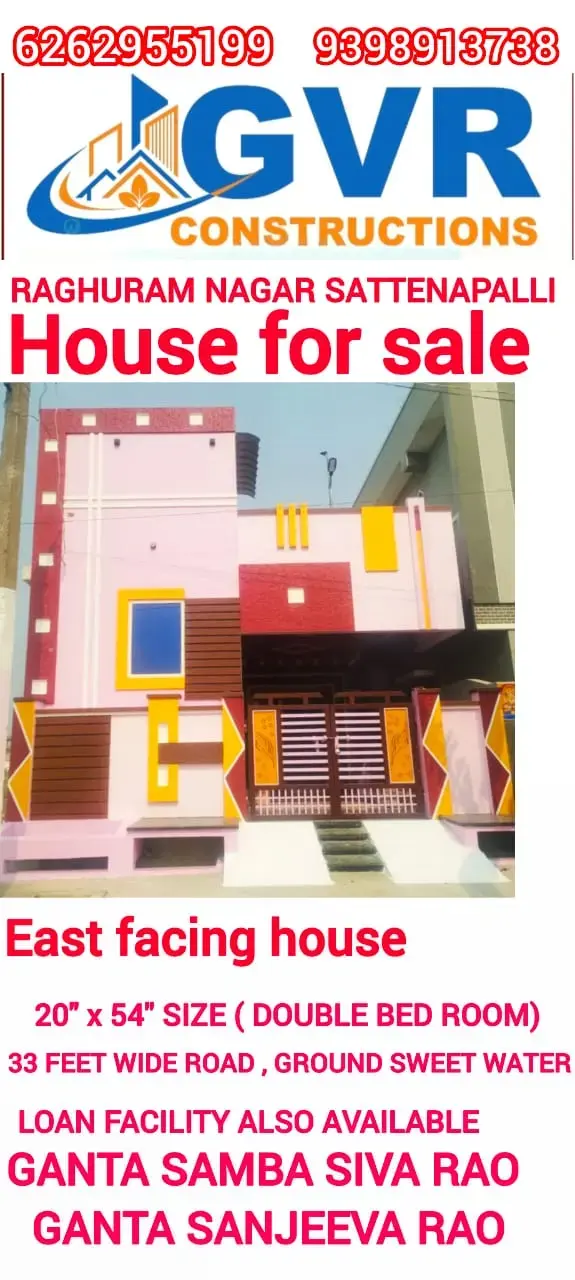 6262955199 9398913738
GVR
CONSTRUCTIONS
RAGHURAM NAGAR SATTENAPALLI
House for sale
East facing house
20" x 54" SIZE ( DOUBLE BED ROOM)
33 FEET WIDE ROAD , GROUND SWEET WATER
LOAN FACILITY ALSO AVAILABLE
GANTA SAMBA SIVA RAO
GANTA SANJEEVA RAO